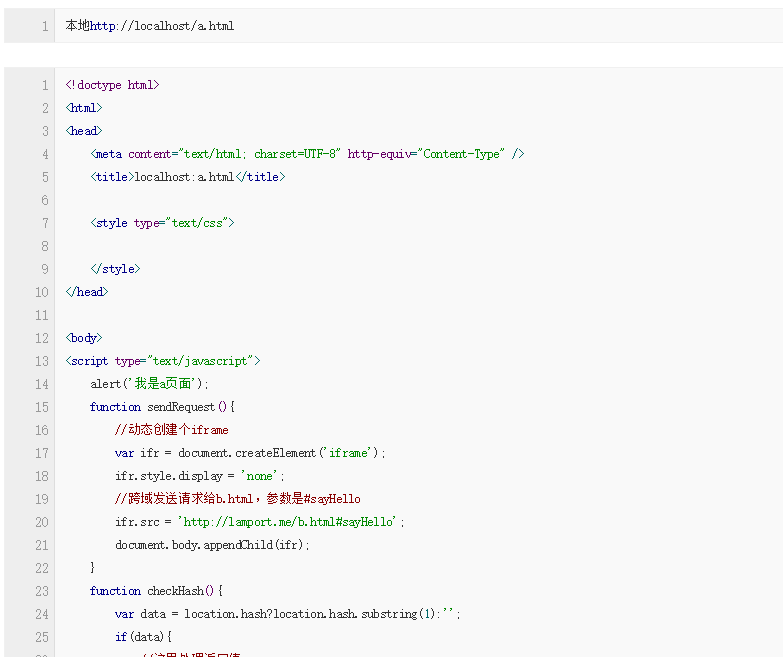 1 本地http://localhost/a.html
1 <!doctype html>
2 <html>
3 <head>
4 <meta content="text/html; charset=UTF-8" http-equiv="Content-Type" />
5 <title>localhost:a.html</title>
6
7 <style type="text/css">
8
9 </style>
10 </head>
11
12 <body>
13 <script type="text/javascript">
14 alert('我是a页面');
15 function sendRequest(){
16 //动态创建个iframe
17 var ifr = document.createElement('iframe');
18 ifr.style.display = 'none';
19 //跨域发送请求给b.html，参数是#sayHello
20 ifr.src = 'http://lamport.me/b.html#sayHello';
21 document.body.appendChild(ifr);
22 }
23 function checkHash(){
24 var data = location.hash?location.hash.substring(1):'';
25 if(data){